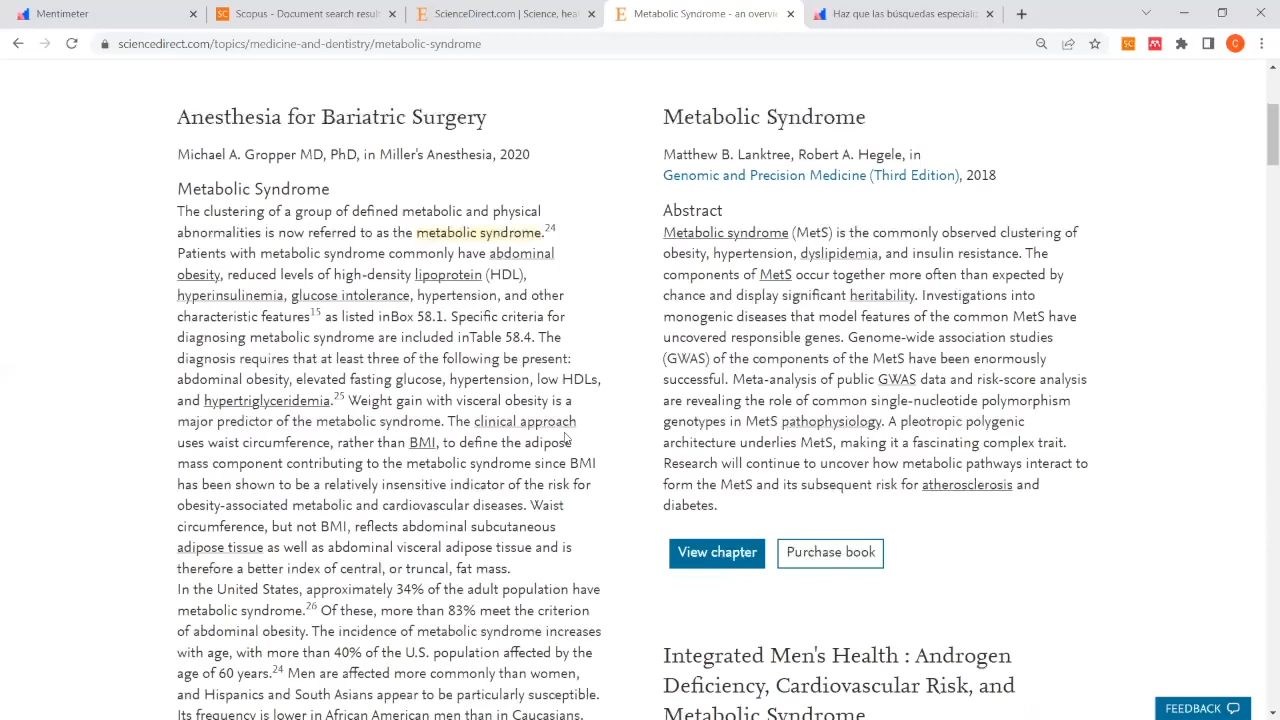 Mentimeter
Scopus - Document search result
ScienceDirect.com | Science, hea
Metabolic Syndrome - an overvie
Haz que las búsquedas especiali
sciencedirect.com/topics/medicine-and-dentistry/metabolic-syndrome
Anesthesia for Bariatric Surgery
Michael A. Gropper MD, PhD, in Miller's Anesthesia, 2020
Metabolic Syndrome
The clustering of a group of defined metabolic and physical
abnormalities is now referred to as the metabolic syndrome.24
Patients with metabolic syndrome commonly have abdominal
obesity, reduced levels of high-density lipoprotein (HDL),
hyperinsulinemia, glucose intolerance, hypertension, and other
characteristic features15 as listed inBox 58.1. Specific criteria for
diagnosing metabolic syndrome are included inTable 58.4. The
diagnosis requires that at least three of the following be present:
abdominal obesity, elevated fasting glucose, hypertension, low HDLs,
and hypertriglyceridemia.25 Weight gain with visceral obesity is a
major predictor of the metabolic syndrome. The clinical approach
uses waist circumference, rather than BMI, to define the adipose
mass component contributing to the metabolic syndrome since BMI
has been shown to be a relatively insensitive indicator of the risk for
obesity-associated metabolic and cardiovascular diseases. Waist
circumference, but not BMI, reflects abdominal subcutaneous
adipose tissue as well as abdominal visceral adipose tissue and is
therefore a better index of central, or truncal, fat mass.
In the United States, approximately 34% of the adult population have
metabolic syndrome.26 Of these, more than 83% meet the criterion
of abdominal obesity. The incidence of metabolic syndrome increases
with age, with more than 40% of the U.S. population affected by the
age of 60 years.24 Men are affected more commonly than women,
and Hispanics and South Asians appear to be particularly susceptible.
Its frequency is lower in African American men than in Caucasians.
Metabolic Syndrome
Matthew B. Lanktree, Robert A. Hegele, in
Genomic and Precision Medicine (Third Edition), 2018
Abstract
Metabolic syndrome (MetS) is the commonly observed clustering of
obesity, hypertension, dyslipidemia, and insulin resistance. The
components of MetS occur together more often than expected by
chance and display significant heritability. Investigations into
monogenic diseases that model features of the common MetS have
uncovered responsible genes. Genome-wide association studies
(GWAS) of the components of the MetS have been enormously
successful. Meta-analysis of public GWAS data and risk-score analysis
are revealing the role of common single-nucleotide polymorphism
genotypes in MetS pathophysiology. A pleotropic polygenic
architecture underlies MetS, making it a fascinating complex trait.
Research will continue to uncover how metabolic pathways interact to
form the MetS and its subsequent risk for atherosclerosis and
diabetes.
View chapter
Purchase book
Integrated Men's Health : Androgen
Deficiency, Cardiovascular Risk, and
Metabolic Syndrome
FEEDBACK